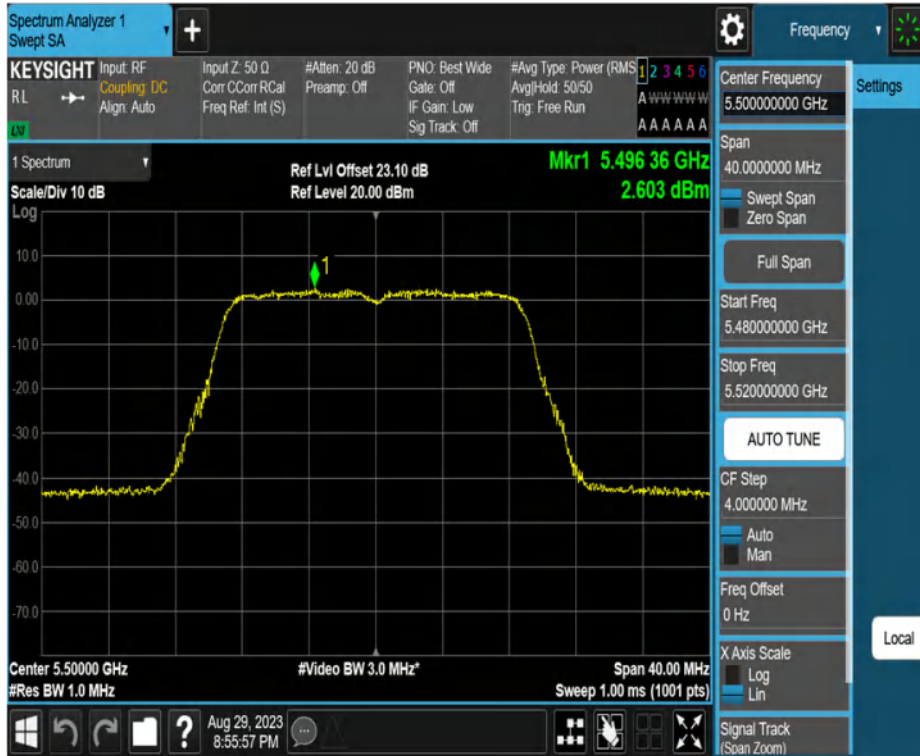 Spectrum Analyzer 1
Swept SA
Frequency
KEYSIGHT
RL
LXI
Input: RF
Coupling: DC
Align: Auto
Input Z: 50 Ω
Corr CCorr RCal
Freq Ref: Int (S)
#Atten: 20 dB
Preamp: Off
PNO: Best Wide
Gate: Off
IF Gain: Low
Sig Track: Off
#Avg Type: Power (RMS
Avg|Hold: 50/50
Trig: Free Run
1 2 3 4 5 6
A W W W W W
A A A A A A
1 Spectrum
Scale/Div 10 dB
Ref Lvl Offset 23.10 dB
Ref Level 20.00 dBm
Mkr1 5.496 36 GHz
2.603 dBm
Log
1
10.0
0.00
-10.0
-20.0
-30.0
-40.0
-50.0
-60.0
-70.0
Center 5.50000 GHz
#Video BW 3.0 MHz*
Span 40.00 MHz
#Res BW 1.0 MHz
Sweep 1.00 ms (1001 pts)
Aug 29, 2023
8:55:57 PM
Center Frequency
5.500000000 GHz
Settings
Span
40.0000000 MHz
Swept Span
Zero Span
Full Span
Start Freq
5.480000000 GHz
Stop Freq
5.520000000 GHz
AUTO TUNE
CF Step
4.000000 MHz
Auto
Man
Freq Offset
0 Hz
X Axis Scale
Log
Lin
Local
Signal Track
(Span Zoom)